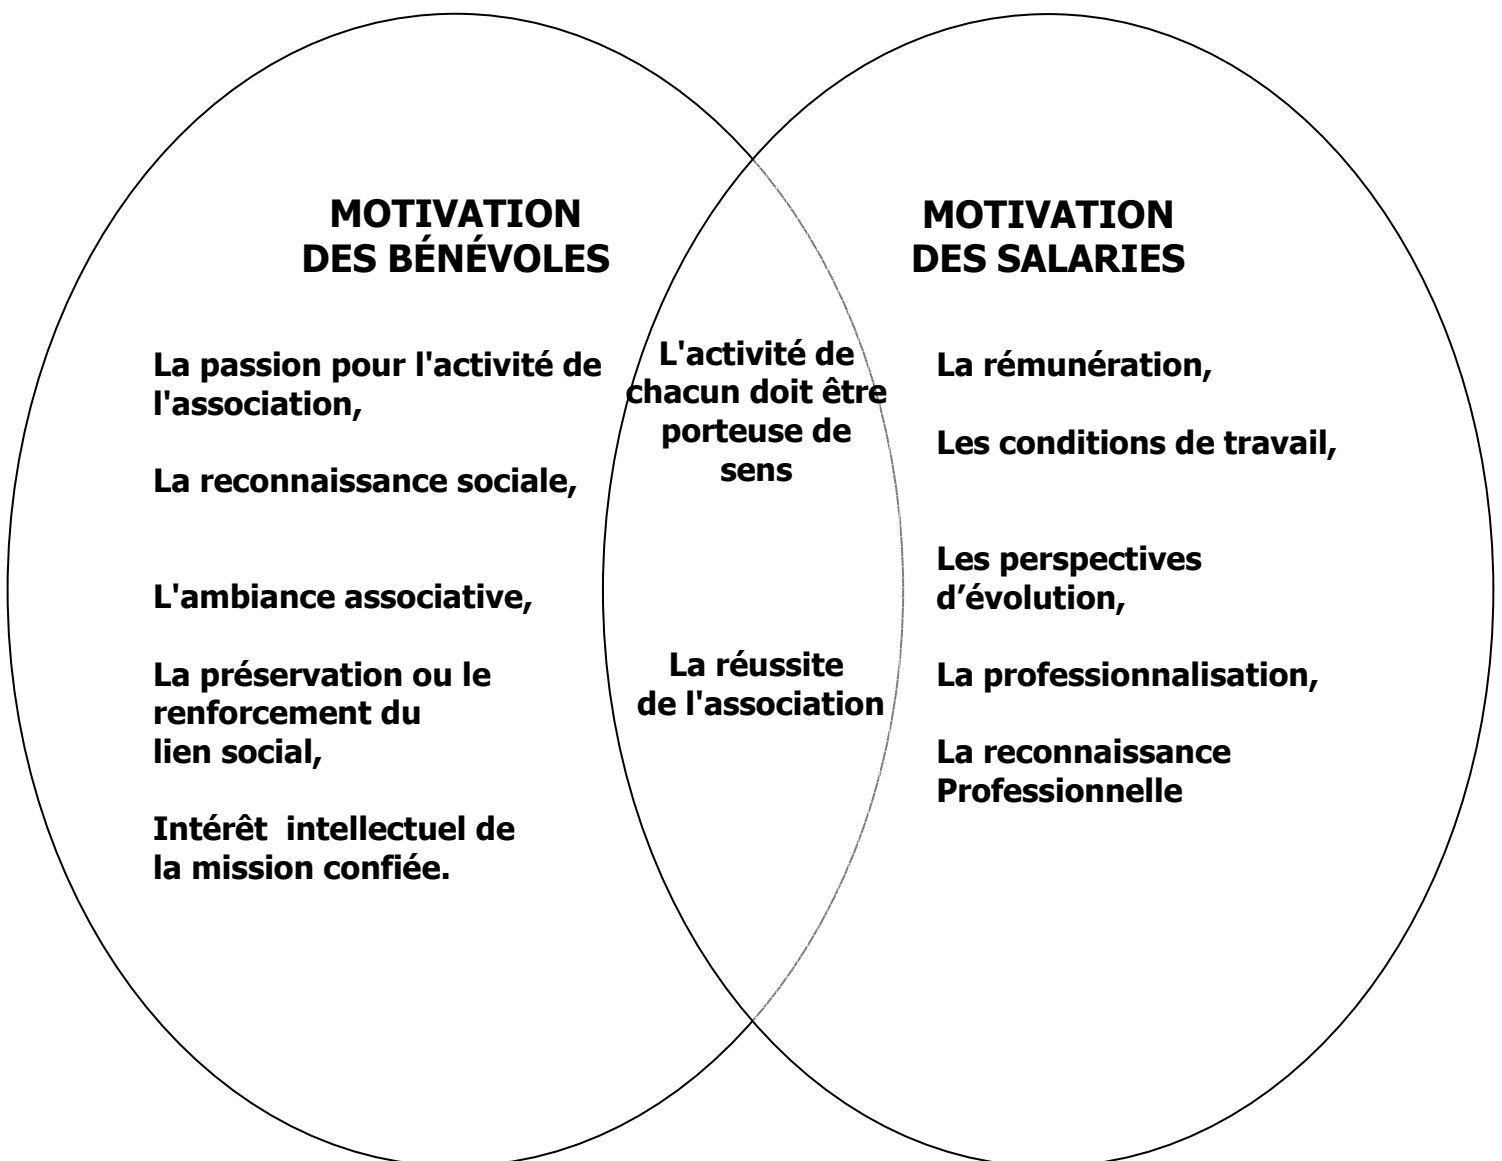 MOTIVATION
DES BÉNÉVOLES
La passion pour l'activité de
l'association,
La reconnaissance sociale,
L'ambiance associative,
La préservation ou le
renforcement du
lien social,
Intérêt  intellectuel de
la mission confiée.
L'activité de
chacun doit être
porteuse de
sens
La réussite
de l'association
MOTIVATION
DES SALARIES
La rémunération,
Les conditions de travail,
Les perspectives
d’évolution,
La professionnalisation,
La reconnaissance
Professionnelle